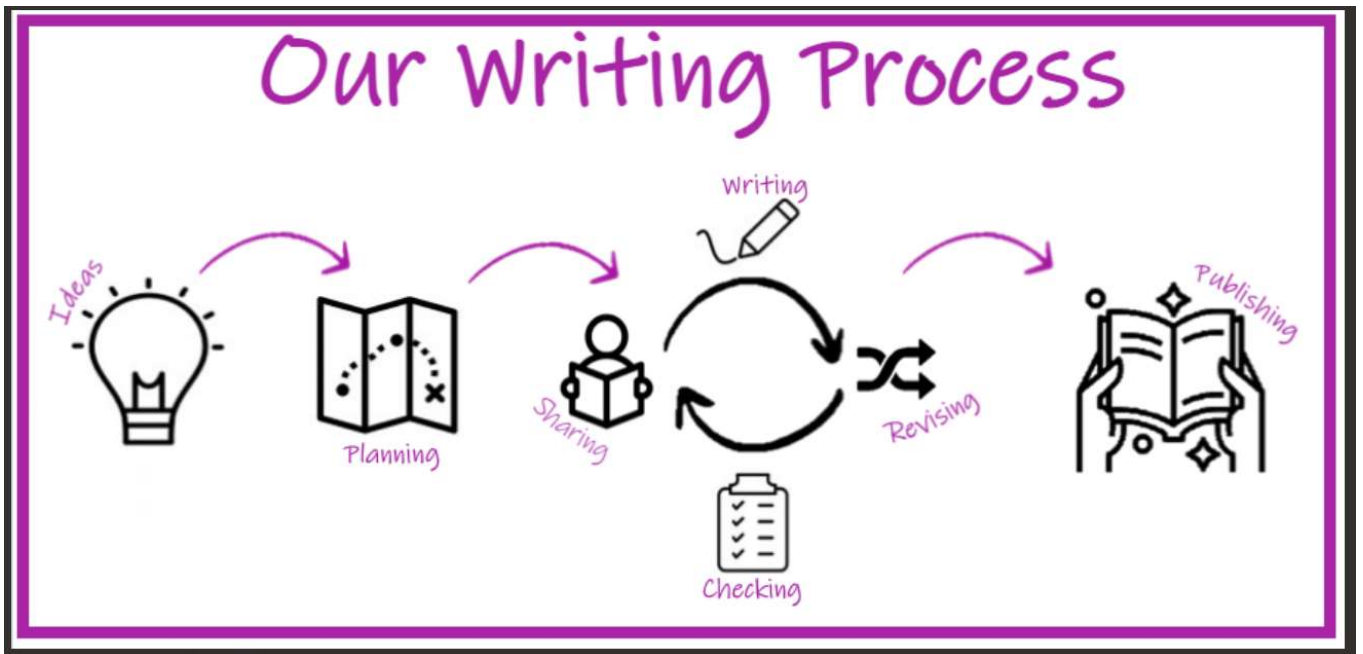 Our Writing Process
Ideas
Planning
Sharing
Writing
Revising
Checking
Publishing